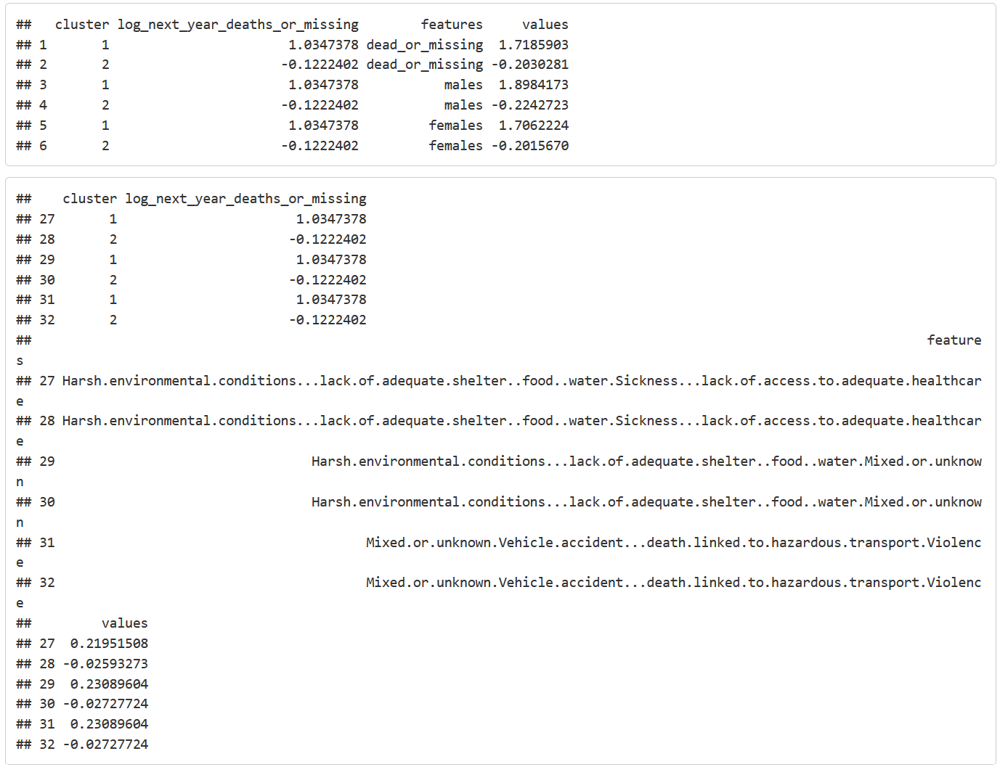 ##   cluster log_next_year_deaths_or_missing        features     values
## 1       1                       1.0347378 dead_or_missing  1.7185903
## 2       2                      -0.1222402 dead_or_missing -0.2030281
## 3       1                       1.0347378           males  1.8984173
## 4       2                      -0.1222402           males -0.2242723
## 5       1                       1.0347378         females  1.7062224
## 6       2                      -0.1222402         females -0.2015670
##    cluster log_next_year_deaths_or_missing
## 27       1                       1.0347378
## 28       2                      -0.1222402
## 29       1                       1.0347378
## 30       2                      -0.1222402
## 31       1                       1.0347378
## 32       2                      -0.1222402
## feature
s
## 27 Harsh.environmental.conditions...lack.of.adequate.shelter..food..water.Sickness...lack.of.access.to.adequate.healthcar
e
## 28 Harsh.environmental.conditions...lack.of.adequate.shelter..food..water.Sickness...lack.of.access.to.adequate.healthcar
e
## 29 Harsh.environmental.conditions...lack.of.adequate.shelter..food..water.Mixed.or.unknow
n
## 30 Harsh.environmental.conditions...lack.of.adequate.shelter..food..water.Mixed.or.unknow
n
## 31 Mixed.or.unknown.Vehicle.accident...death.linked.to.hazardous.transport.Violenc
e
## 32 Mixed.or.unknown.Vehicle.accident...death.linked.to.hazardous.transport.Violenc
e
##         values
## 27  0.21951508
## 28 -0.02593273
## 29  0.23089604
## 30 -0.02727724
## 31  0.23089604
## 32 -0.02727724